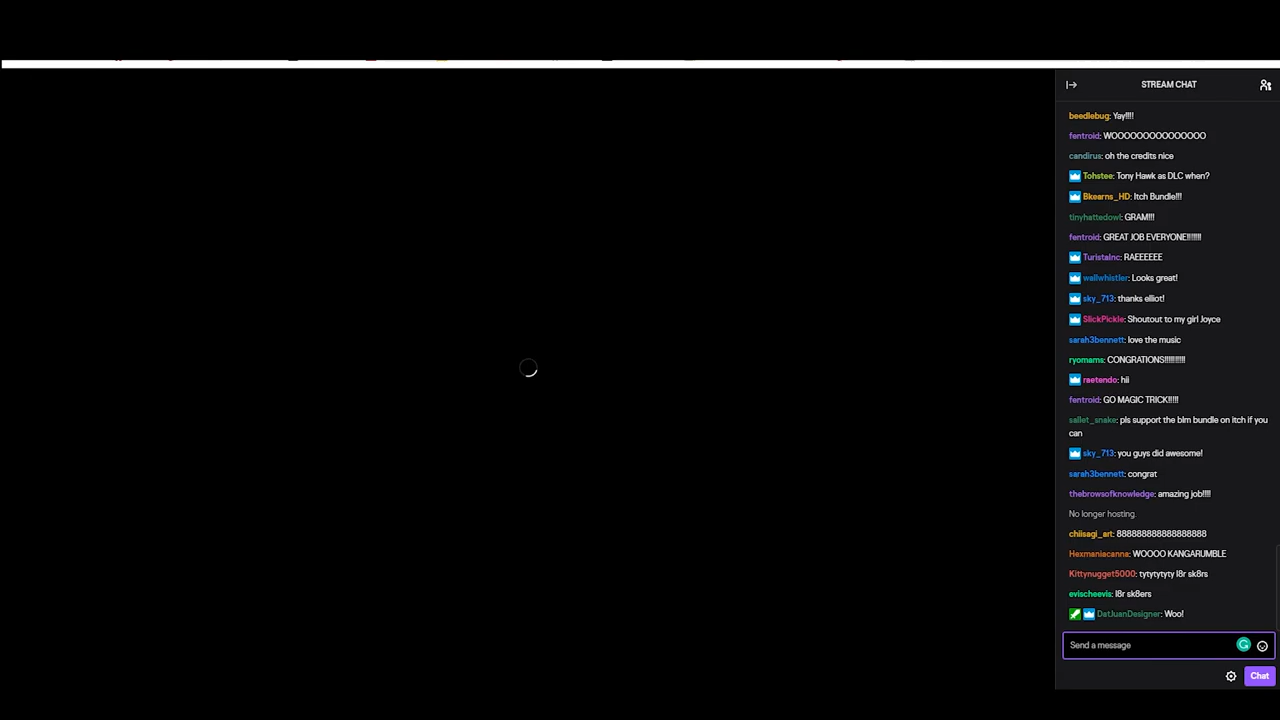 STREAM CHAT
beedlebug: Yay!!!!
fentroid: WOOOOOOOOOOOOOOO
candirus: oh the credits nice
Tohstee: Tony Hawk as DLC when?
Bkearns_HD: Itch Bundle!!!
tinyhattedowl: GRAM!!!
fentroid: GREAT JOB EVERYONE!!!!!!!
TuristaInc: RAEEEEEE
wallwhistler: Looks great!
sky_713: thanks elliot!
SlickPickle: Shoutout to my girl Joyce
sarah3bennett: love the music
ryomams: CONGRATIONS!!!!!!!!!!
raetendo: hii
fentroid: GO MAGIC TRICK!!!!!
sallet_snake: pls support the blm bundle on itch if you
can
sky_713: you guys did awesome!
sarah3bennett: congrat
thebrowsofknowledge: amazing job!!!!
No longer hosting.
chiisagi_art: 888888888888888888
Hexmaniacanna: WOOOO KANGARUMBLE
Kittynugget5000: tytytytyty l8r sk8rs
evischeevis: l8r sk8ers
DatJuanDesigner: Woo!
Send a message
Chat